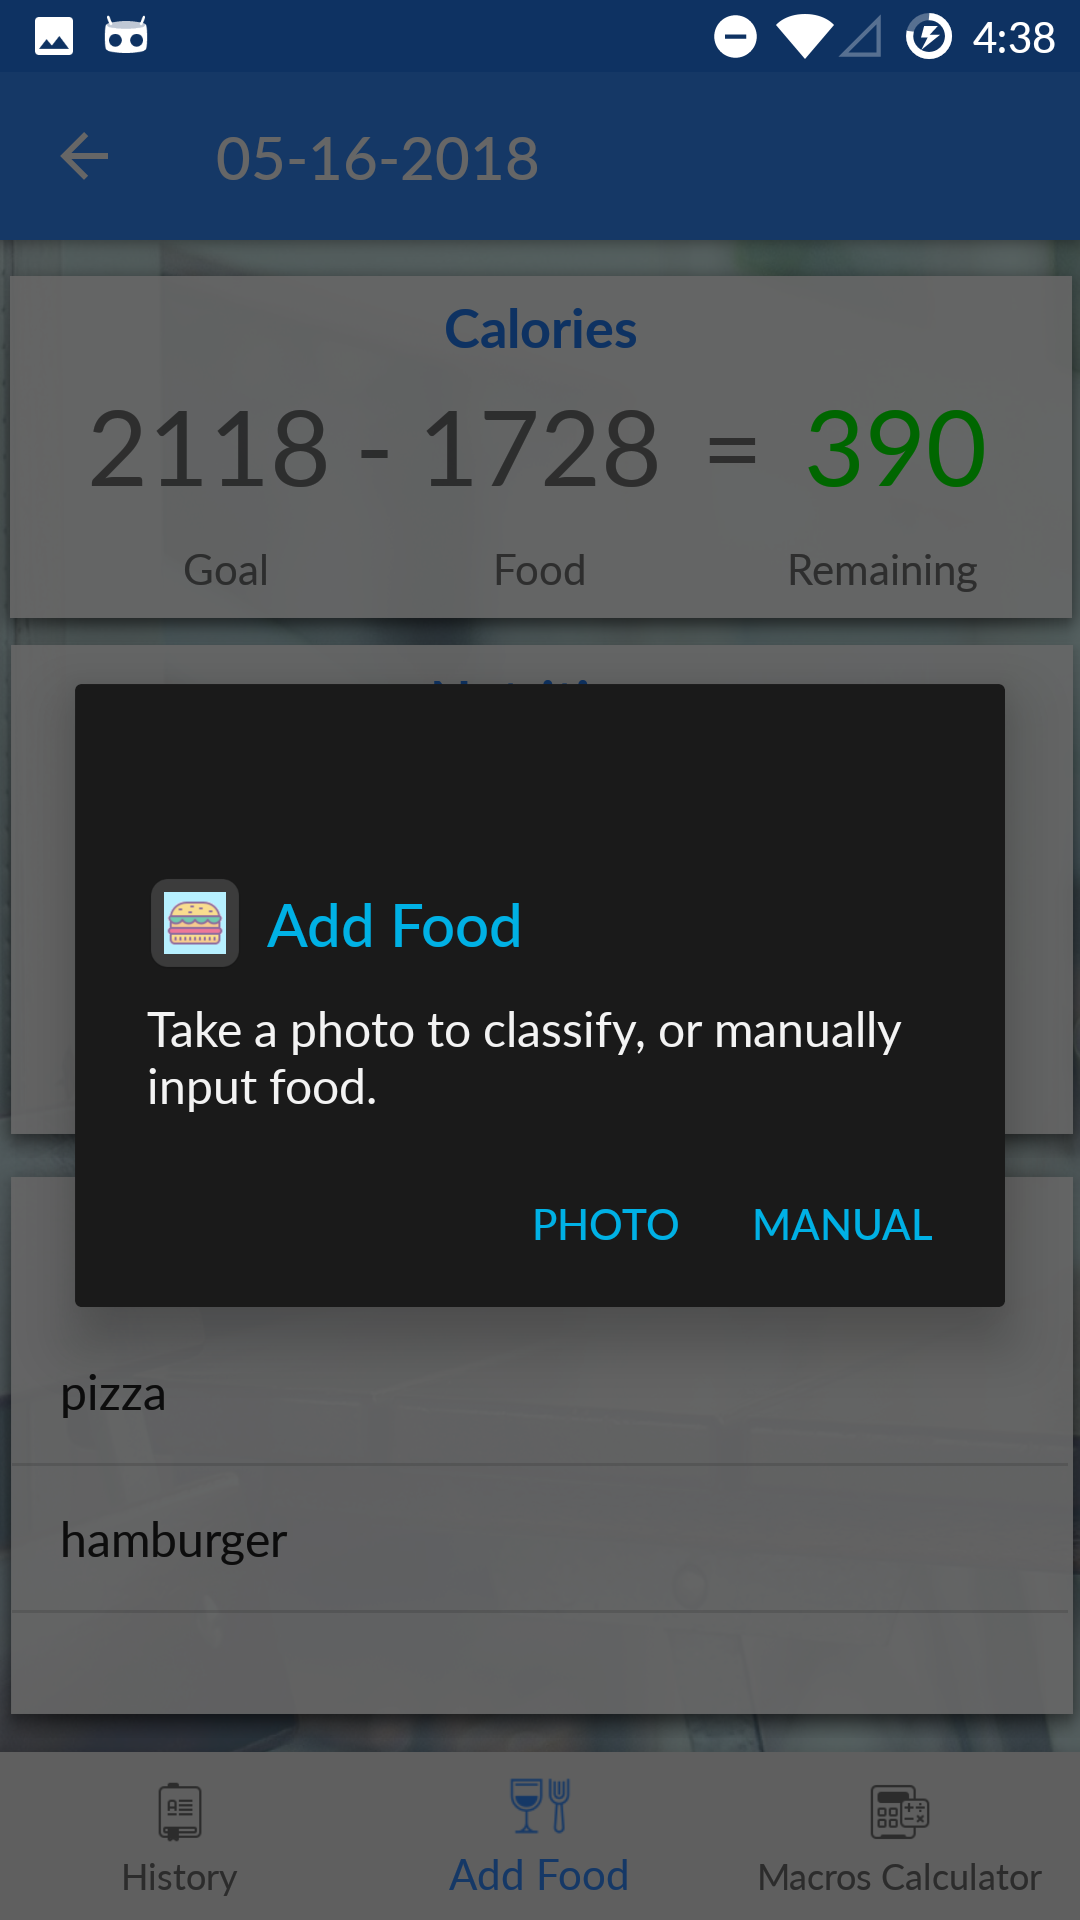 4:38
05-16-2018
Calories
2118 - 1728 = 390
Goal Food Remaining
Add Food
Take a photo to classify, or manually
input food.
PHOTO MANUAL
pizza
hamburger
History Add Food Macros Calculator